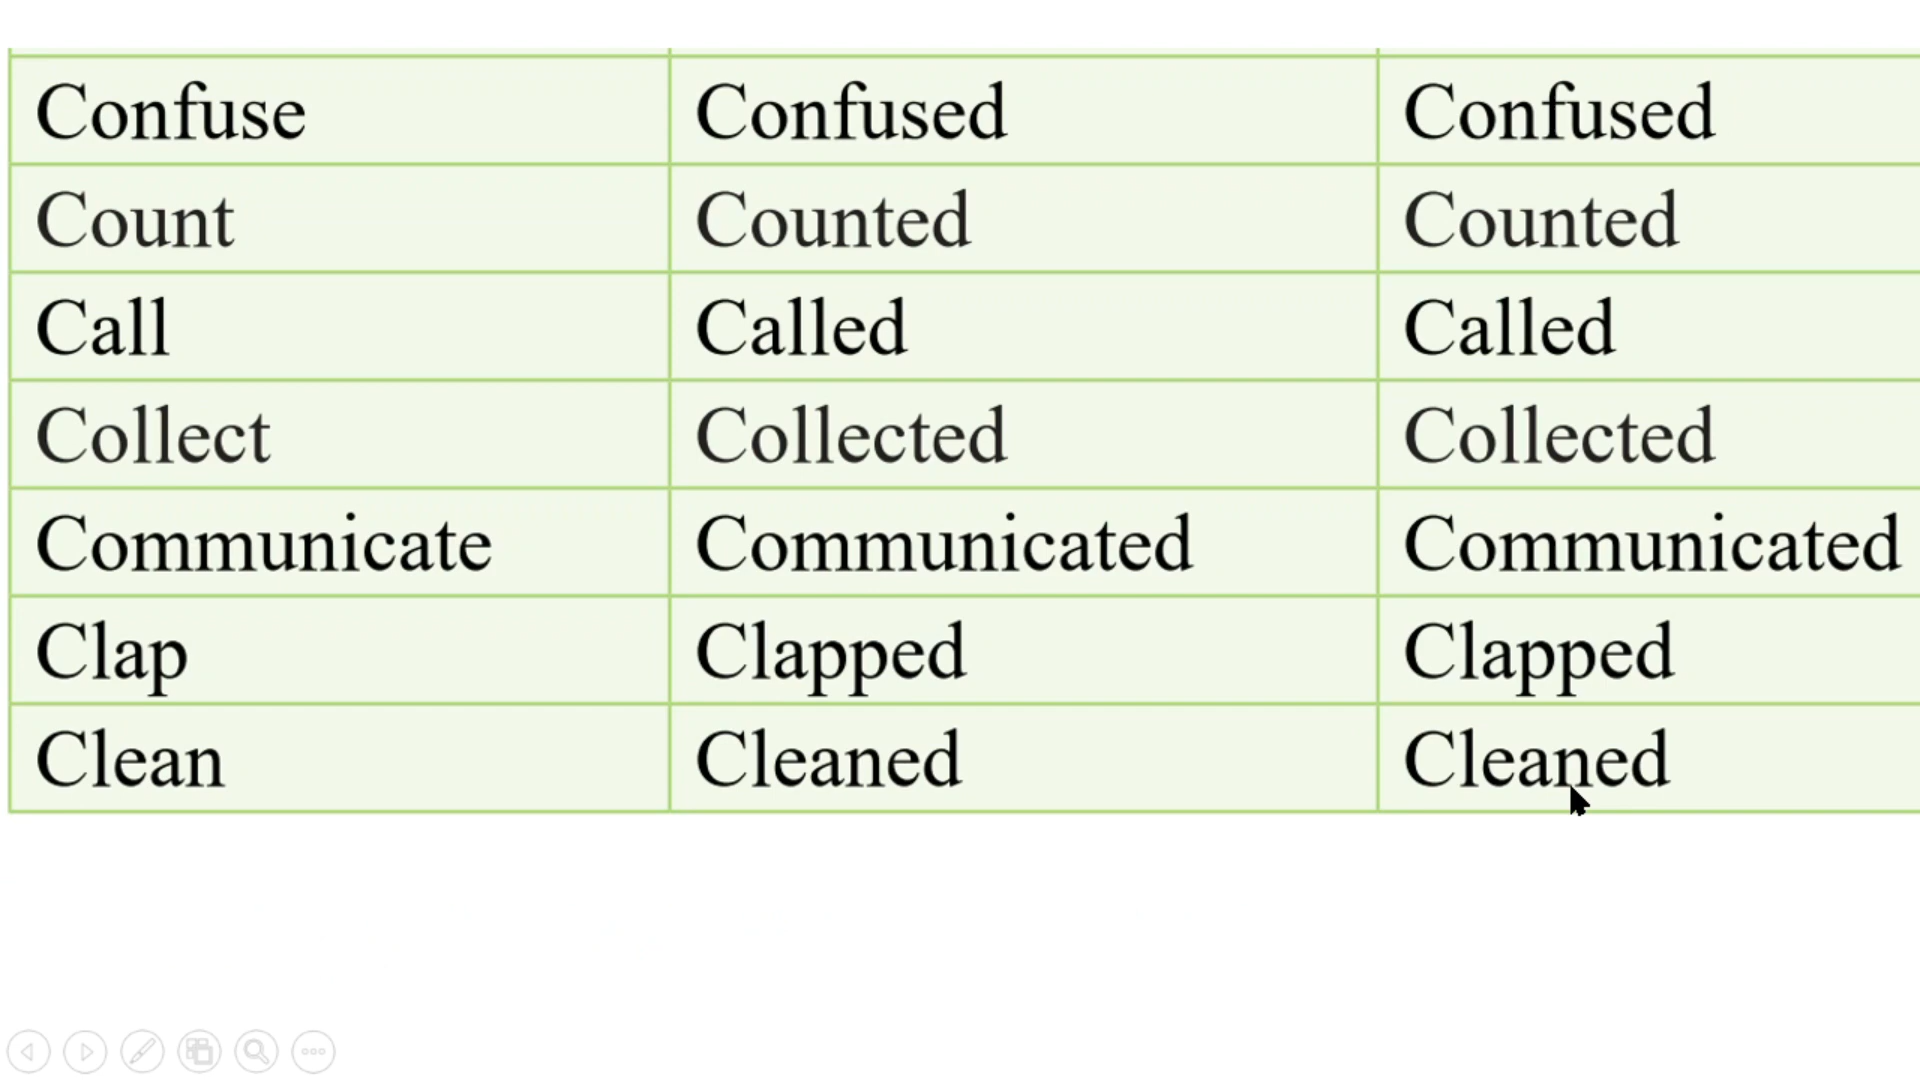 Confuse Confused Confused
Count Counted Counted
Call Called Called
Collect Collected Collected
Communicate Communicated Communicated
Clap Clapped Clapped
Clean Cleaned Cleaned